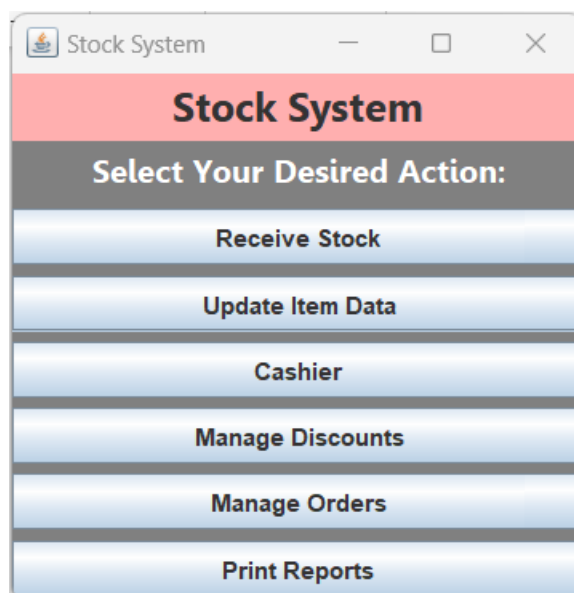 Stock System
Stock System
Select Your Desired Action:
Receive Stock
Update Item Data
Cashier
Manage Discounts
Manage Orders
Print Reports